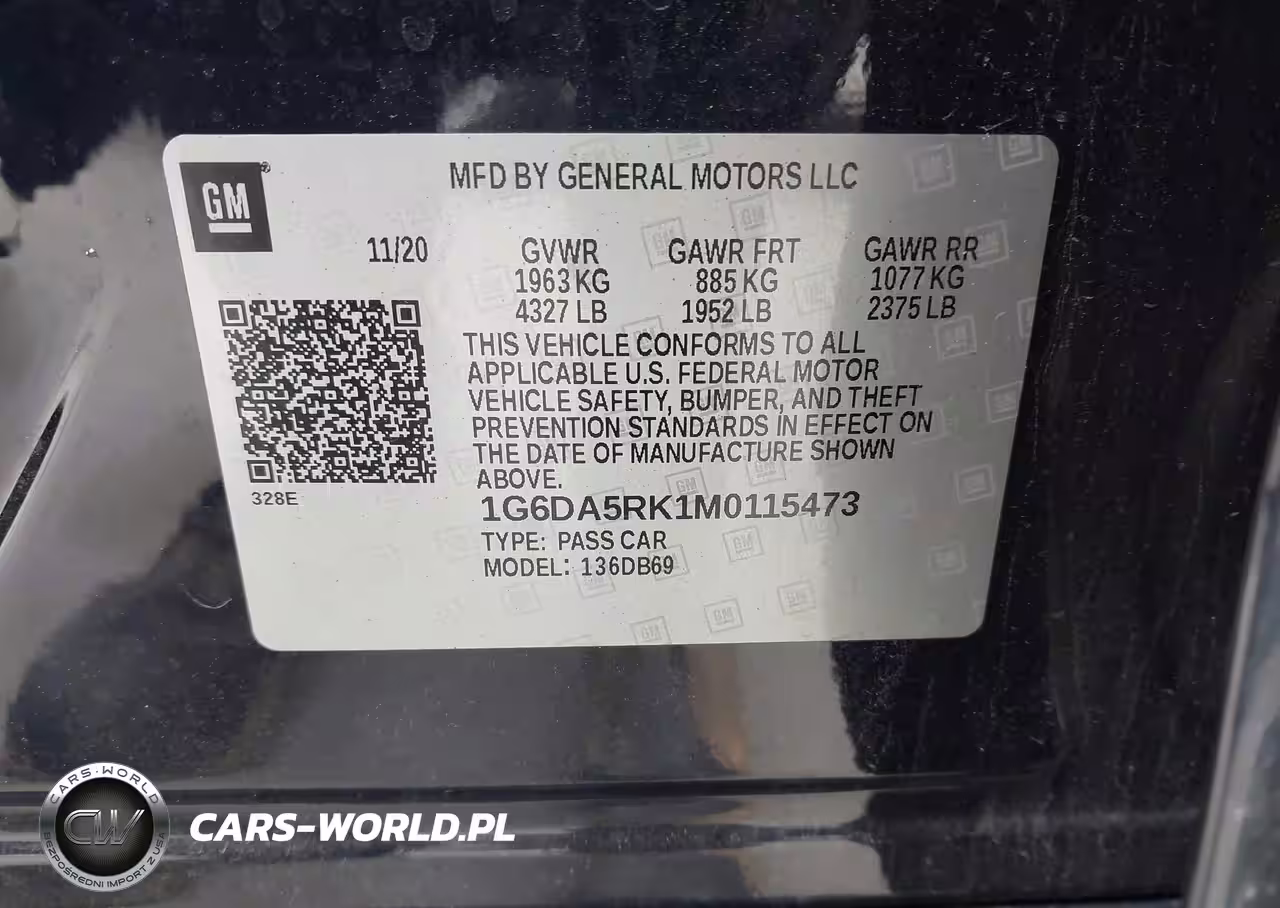 GM
MFD BY GENERAL MOTORS LLC
11/20 GVWR GAWR FRT GAWR RR
1963 KG 885 KG 1077 KG
4327 LB 1952 LB 2375 LB
THIS VEHICLE CONFORMS TO ALL
APPLICABLE U.S. FEDERAL MOTOR
VEHICLE SAFETY, BUMPER, AND THEFT
PREVENTION STANDARDS IN EFFECT ON
THE DATE OF MANUFACTURE SHOWN
ABOVE.
328E
1G6DA5RK1M0115473
TYPE: PASS CAR
MODEL: 136DB69
CARS-WORLD
CW
BEZPOŚREDNI IMPORT Z USA
CARS-WORLD.PL